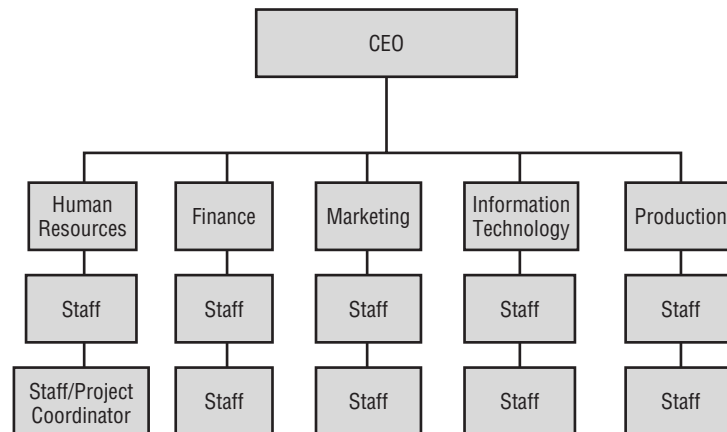 CEO
Human
Resources
Finance
Marketing
Information
Technology
Production
Staff
Staff
Staff
Staff
Staff
Staff/Project
Coordinator
Staff
Staff
Staff
Staff